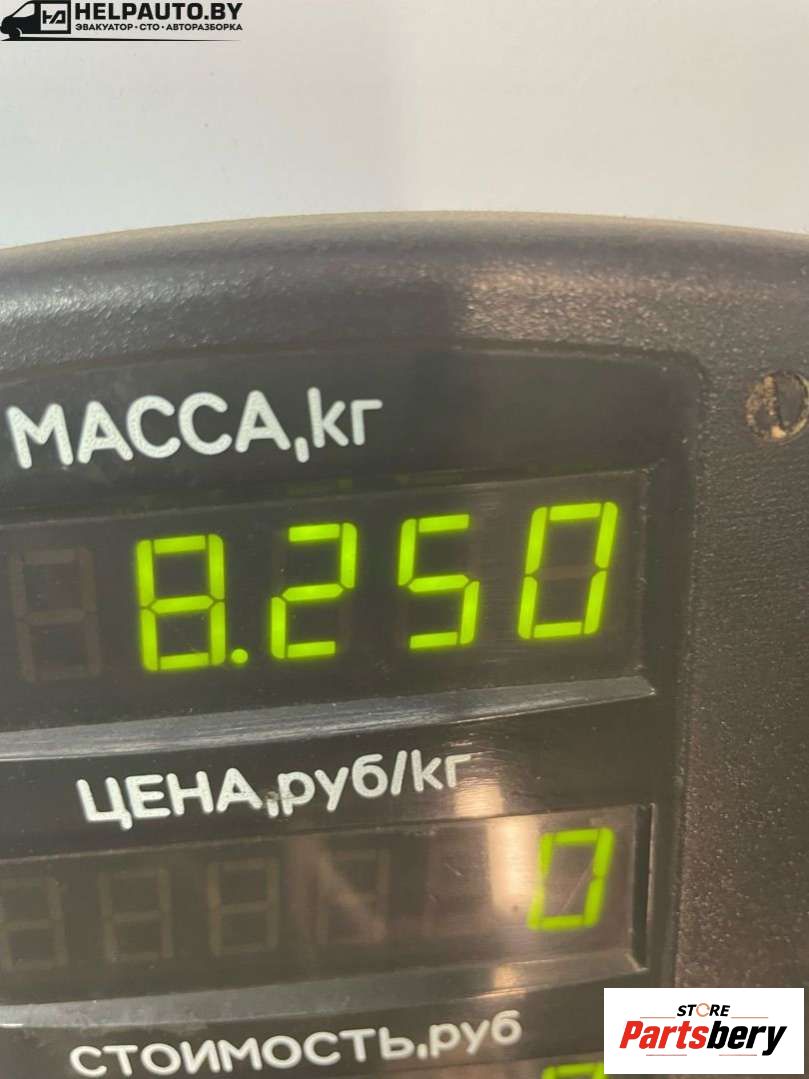 HELPAUTO.BY
ЭВАКУАТОР•СТО•АВТОРАЗБОРКА
МАССА,кг
8.250
ЦЕНА,руб/кг
0
СТОИМОСТЬ,руб
STORE
Partsbery